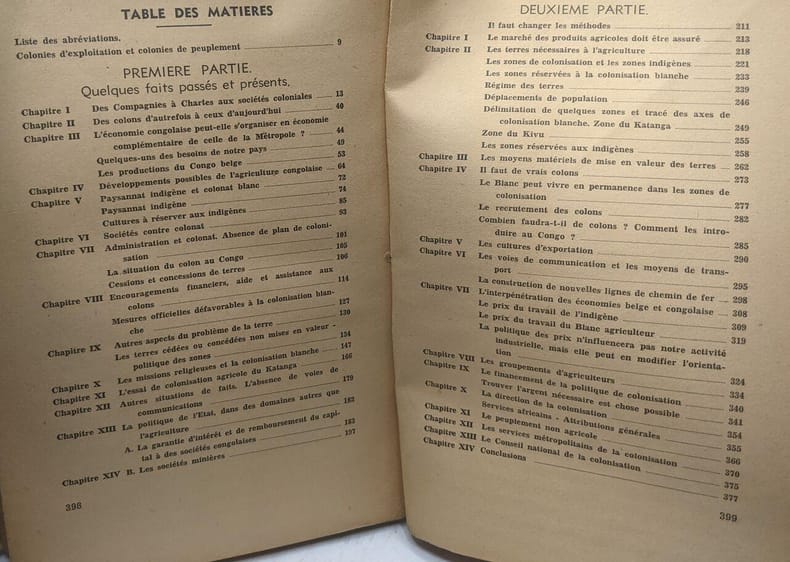 TABLE DES MATIERES
Liste des abréviations.
Colonies d'exploitation et colonies de peuplement 9
PREMIERE PARTIE.
Quelques faits passés et présents.
Chapitre I Des Compagnies à Charles aux sociétés coloniales 13
Chapitre II Des colons d'autrefois à ceux d'aujourd'hui 40
Chapitre III L'économie congolaise peut-elle s'organiser en économie
complémentaire de celle de la Métropole ? 44
Quelques-uns des besoins de notre pays 49
Les productions du Congo belge 53
Chapitre IV Développements possibles de l'agriculture congolaise 64
Chapitre V Paysannat indigène et colonat blanc 72
Paysannat indigène 74
Cultures à réserver aux indigènes 85
Chapitre VI Sociétés contre colonat 93
Chapitre VII Administration et colonat. Absence de plan de coloni-
sation 101
La situation du colon au Congo 105
Cessions et concessions de terres 106
Chapitre VIII Encouragements financiers, aide et assistance aux
colons 114
Mesures officielles défavorables à la colonisation blan-
che 127
Chapitre IX Autres aspects du problème de la terre 130
Les terres cédées ou concédées non mises en valeur -
politique des zones 134
Chapitre X Les missions religieuses et la colonisation blanche 147
Chapitre XI L'essai de colonisation agricole du Katanga 166
Chapitre XII Autres situations de faits. L'absence de voies de
communications 179
Chapitre XIII La politique de l'Etat, dans des domaines autres que
l'agriculture 182
A. La garantie d'intérêt et de remboursement du capi-
tal à des sociétés congolaises 183
Chapitre XIV B. Les sociétés minières 197
398
DEUXIEME PARTIE.
Il faut changer les méthodes 211
Chapitre I Le marché des produits agricoles doit être assuré 213
Chapitre II Les terres nécessaires à l'agriculture 218
Les zones de colonisation et les zones indigènes 221
Les zones réservées à la colonisation blanche 233
Régime des terres 239
Déplacements de population 246
Délimitation de quelques zones et tracé des axes de
colonisation blanche. Zone du Katanga 249
Zone du Kivu 255
Les zones réservées aux indigènes 258
Chapitre III Les moyens matériels de mise en valeur des terres 262
Chapitre IV Il faut de vrais colons 273
Le Blanc peut vivre en permanence dans les zones de
colonisation 277
Le recrutement des colons 282
Combien faudra-t-il de colons ? Comment les intro-
duire au Congo ? 285
Chapitre V Les cultures d'exportation 290
Chapitre VI Les voies de communication et les moyens de trans-
port 295
La construction de nouvelles lignes de chemin de fer 298
Chapitre VII L'interpénétration des économies belge et congolaise 308
Le prix du travail de l'indigène 309
Le prix du travail du Blanc agriculteur 319
La politique des prix n'influencera pas notre activité
industrielle, mais elle peut en modifier l'orienta-
tion 324
Chapitre VIII Les groupements d'agriculteurs 334
Chapitre IX Le financement de la politique de colonisation 340
Trouver l'argent nécessaire est chose possible 341
Chapitre X La direction de la colonisation 354
Services africains - Attributions générales 355
Chapitre XI Le peuplement non agricole 366
Chapitre XII Les services métropolitains de la colonisation 370
Chapitre XIII Le Conseil national de la colonisation 375
Chapitre XIV Conclusions 377
399